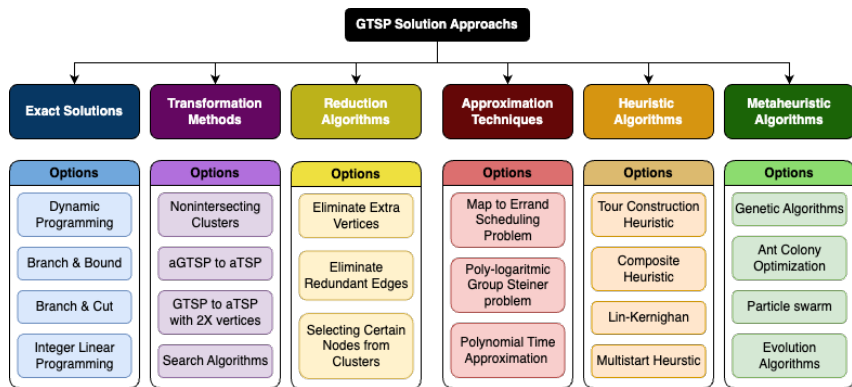 GTSP Solution Approachs
Exact Solutions
Transformation
Methods
Reduction
Algorithms
Approximation
Techniques
Heuristic
Algorithms
Metaheuristic
Algorithms
Options
Dynamic
Programming
Branch & Bound
Branch & Cut
Integer Linear
Programming
Options
Nonintersecting
Clusters
aGTSP to aTSP
GTSP to aTSP
with 2X vertices
Search Algorithms
Options
Eliminate Extra
Vertices
Eliminate
Redundant Edges
Selecting Certain
Nodes from
Clusters
Options
Map to Errand
Scheduling
Problem
Poly-logaritmic
Group Steiner
problem
Polynomial Time
Approximation
Options
Tour Construction
Heuristic
Composite
Heuristic
Lin-Kernighan
Multistart Heurstic
Options
Genetic Algorithms
Ant Colony
Optimization
Particle swarm
Evolution
Algorithms